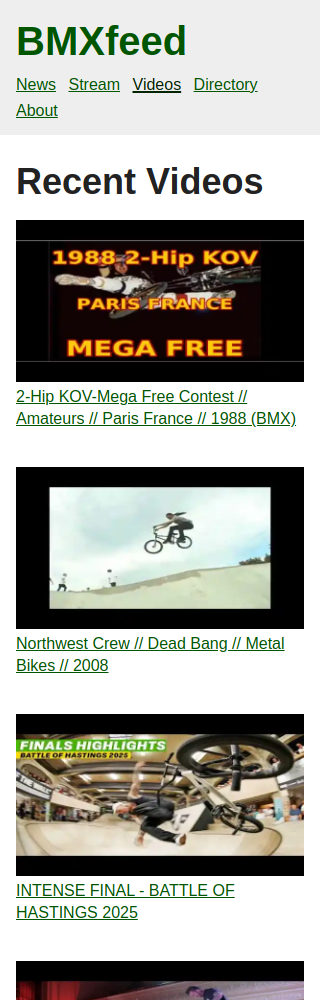 BMXfeed
News Stream Videos Directory
About
Recent Videos
1988 2-Hip KOV
PARIS FRANCE
MEGA FREE
2-Hip KOV-Mega Free Contest //
Amateurs // Paris France // 1988 (BMX)
Northwest Crew // Dead Bang // Metal
Bikes // 2008
FINALS HIGHLIGHTS
BATTLE OF HASTINGS 2025
INTENSE FINAL - BATTLE OF
HASTINGS 2025